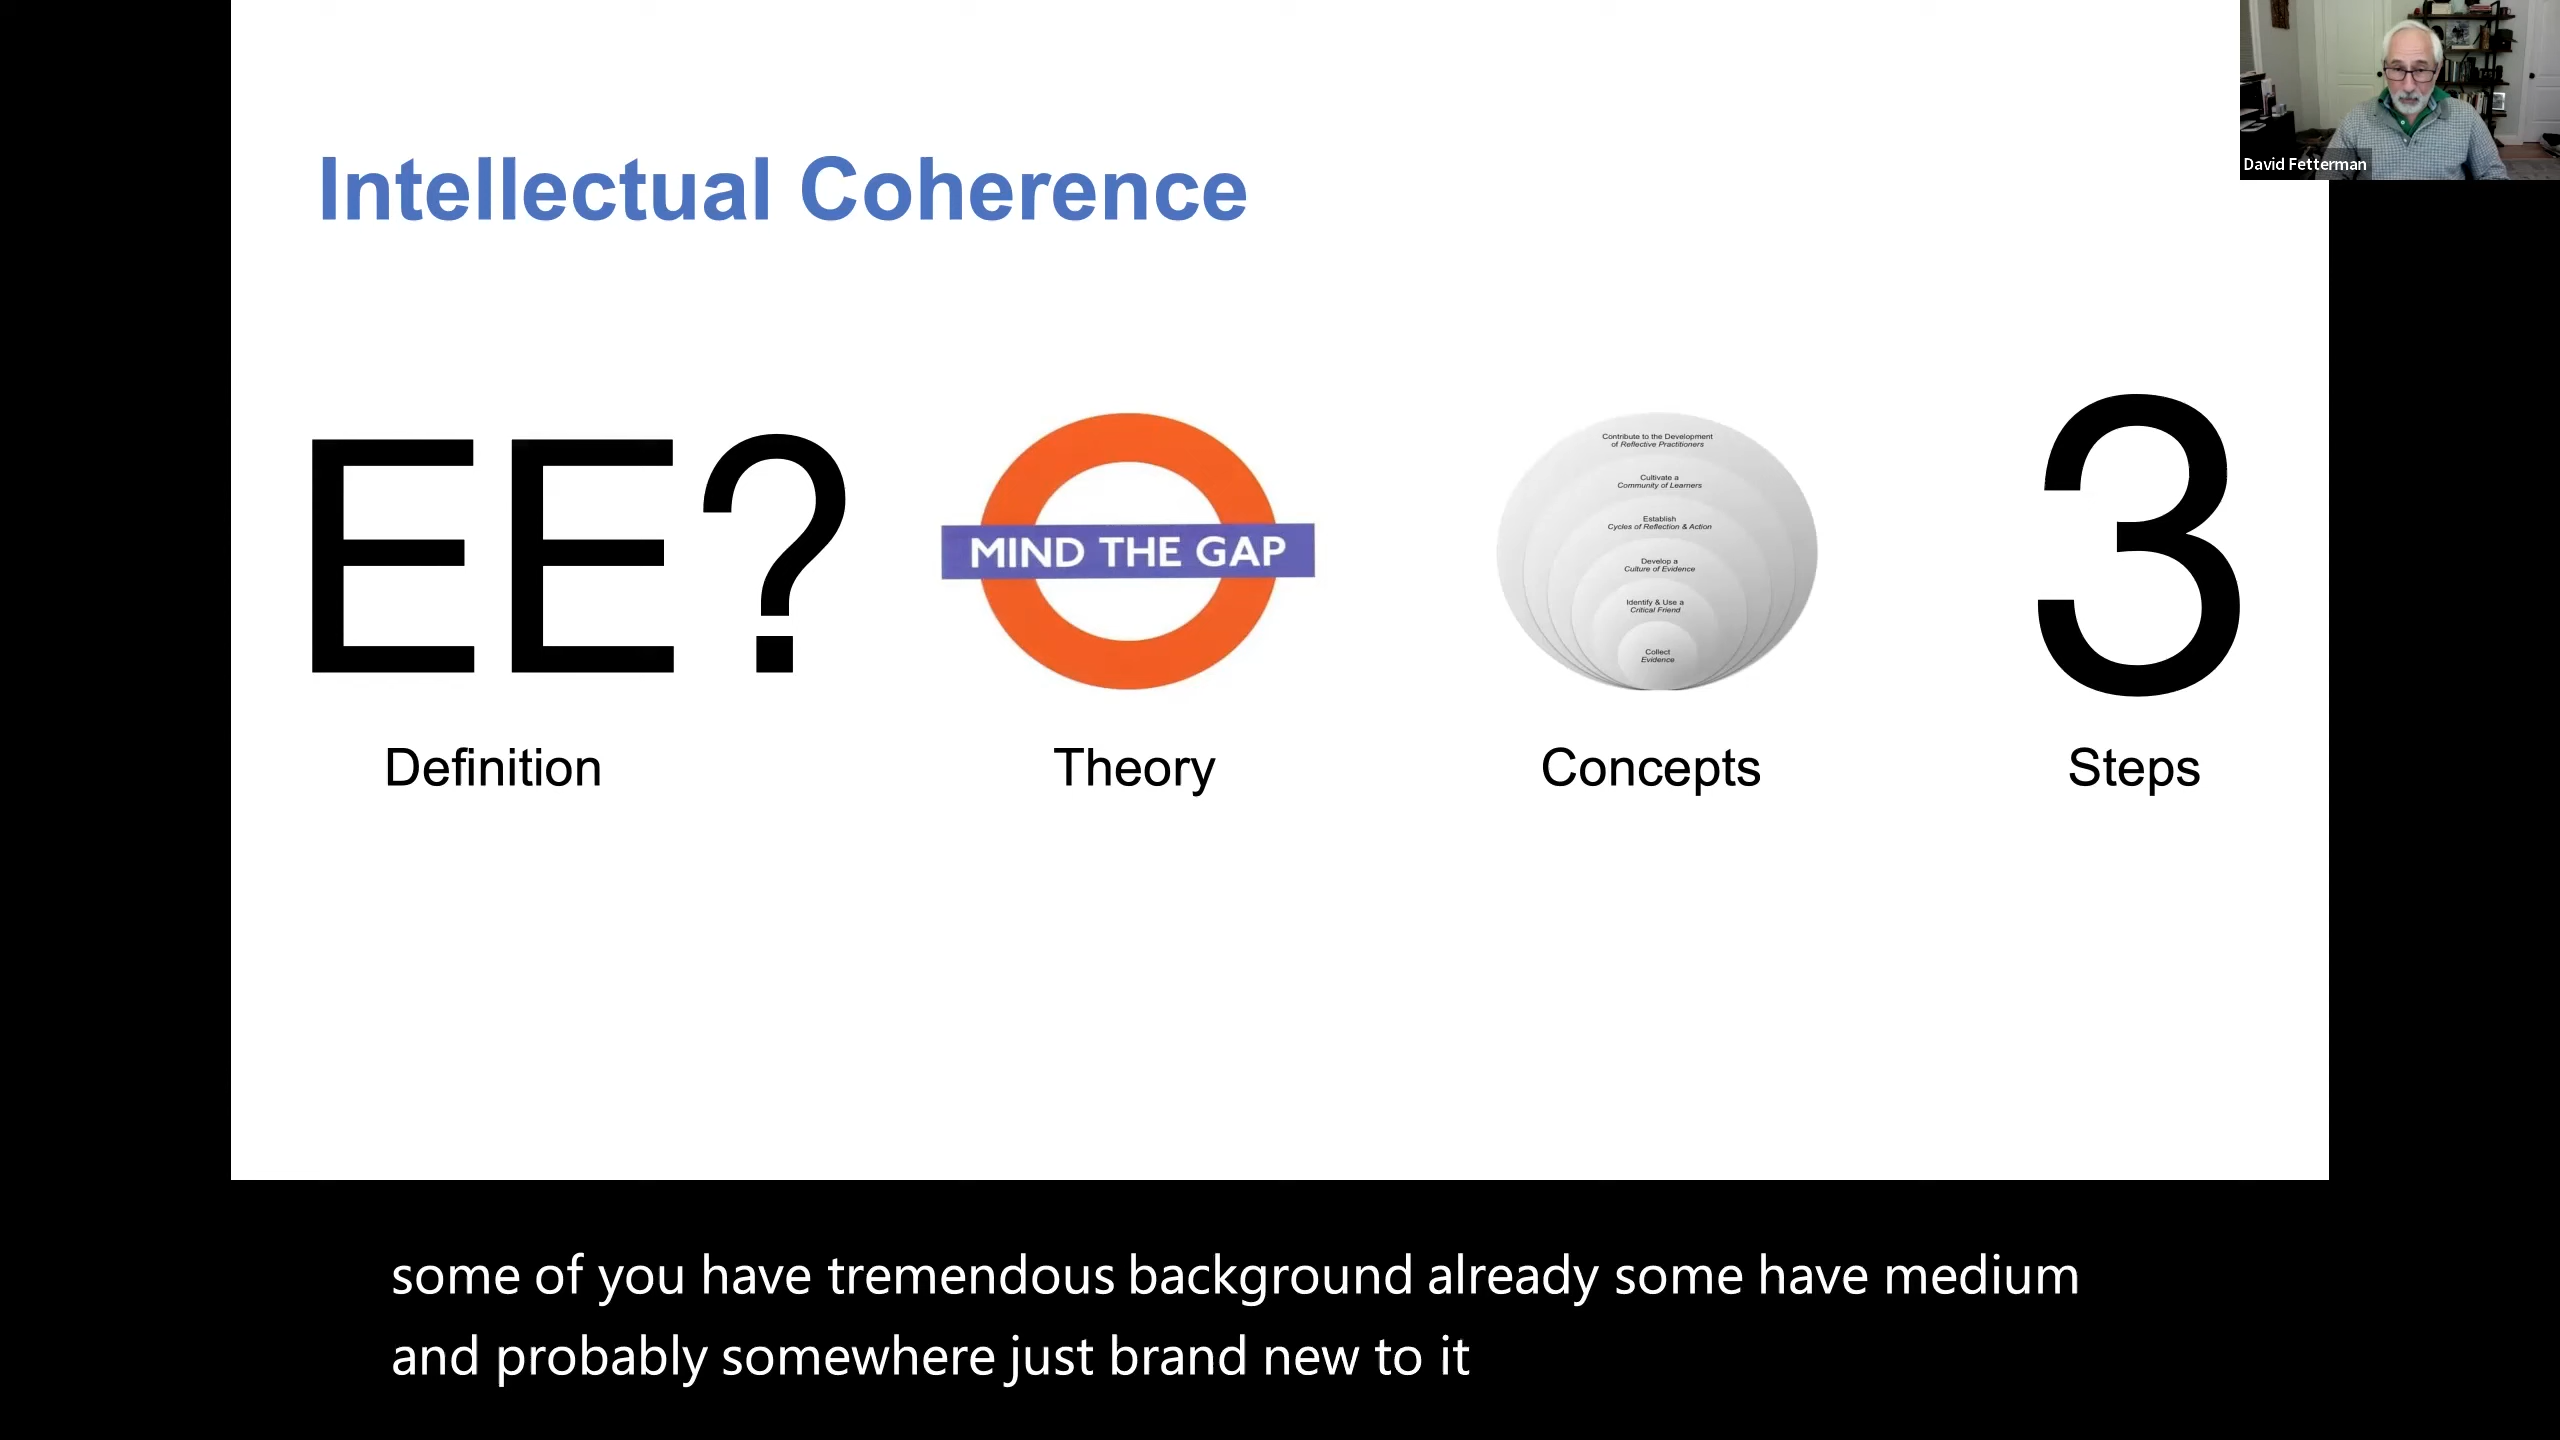 David Fetterman
Intellectual Coherence
EE?
Definition
MIND THE GAP
Theory
Contribute to the Development
of Reflective Practitioners
Cultivate a
Community of Learners
Establish
Cycles of Reflection & Action
Develop a
Culture of Evidence
Identify & Use a
Critical Friend
Collect
Evidence
Concepts
3
Steps
some of you have tremendous background already some have medium
and probably somewhere just brand new to it